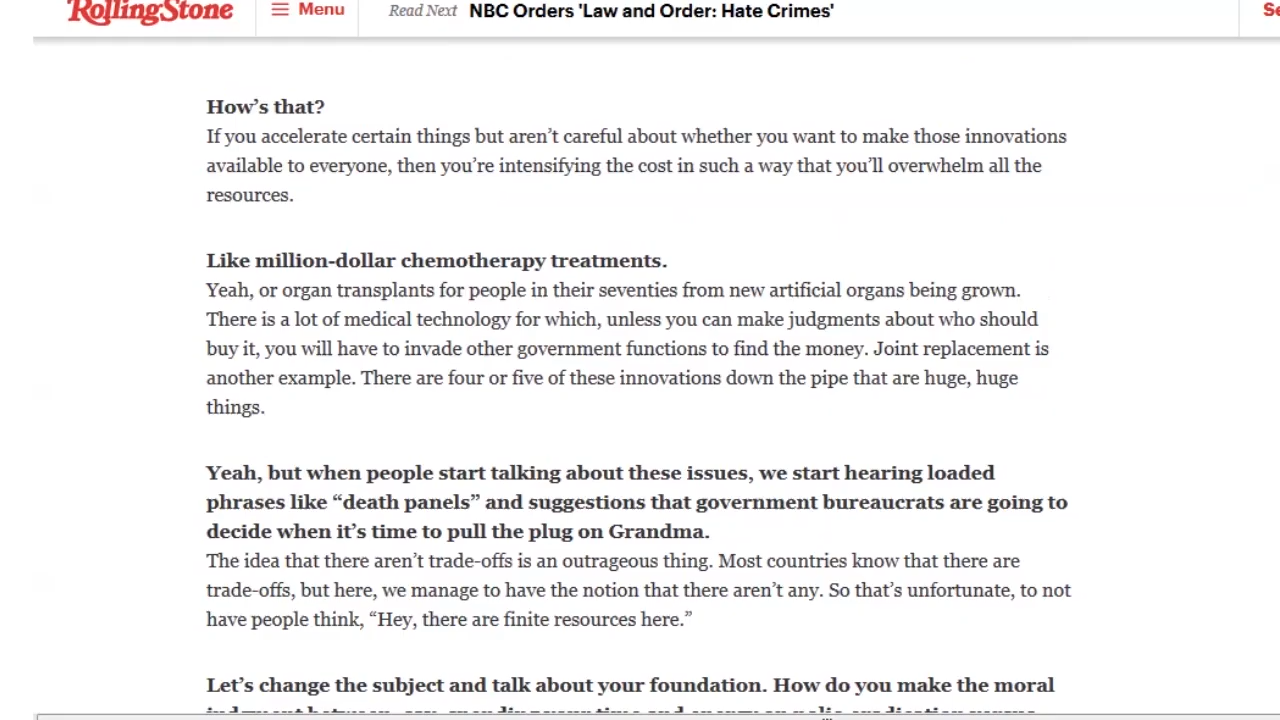 RollingStone
Menu
Read Next NBC Orders 'Law and Order: Hate Crimes'
Se
How’s that?
If you accelerate certain things but aren’t careful about whether you want to make those innovations
available to everyone, then you’re intensifying the cost in such a way that you’ll overwhelm all the
resources.
Like million-dollar chemotherapy treatments.
Yeah, or organ transplants for people in their seventies from new artificial organs being grown.
There is a lot of medical technology for which, unless you can make judgments about who should
buy it, you will have to invade other government functions to find the money. Joint replacement is
another example. There are four or five of these innovations down the pipe that are huge, huge
things.
Yeah, but when people start talking about these issues, we start hearing loaded
phrases like “death panels” and suggestions that government bureaucrats are going to
decide when it’s time to pull the plug on Grandma.
The idea that there aren’t trade-offs is an outrageous thing. Most countries know that there are
trade-offs, but here, we manage to have the notion that there aren’t any. So that’s unfortunate, to not
have people think, “Hey, there are finite resources here.”
Let’s change the subject and talk about your foundation. How do you make the moral